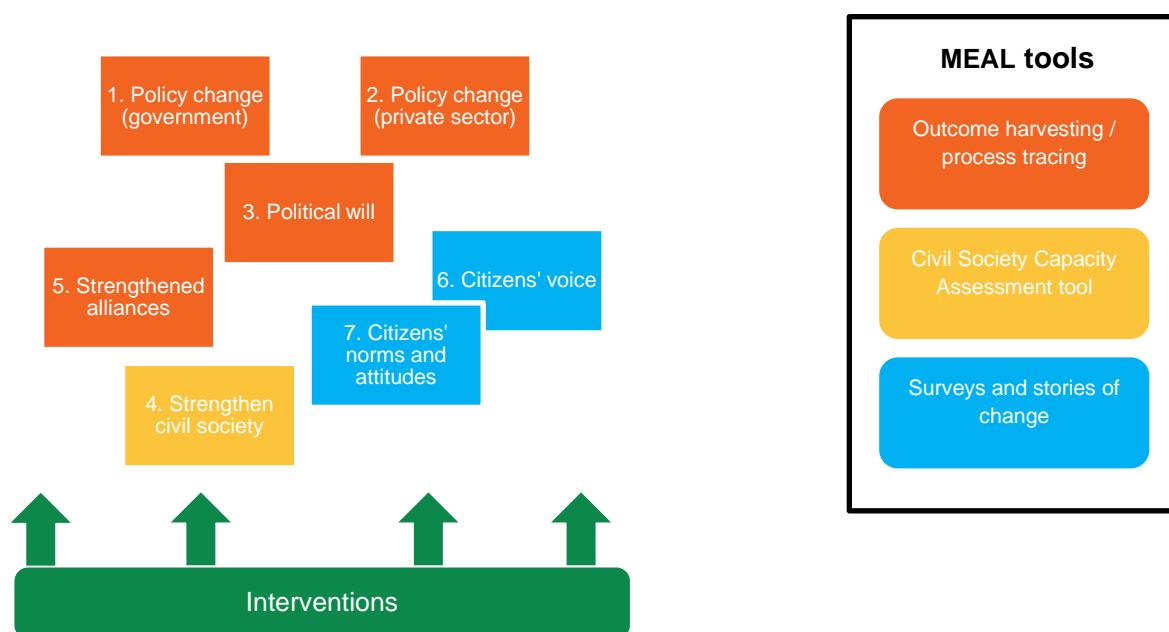 1. Policy change
(government)
2. Policy change
(private sector)
3. Political will
5. Strengthened
alliances
6. Citizens' voice
7. Citizens'
norms and
attitudes
4. Strengthen
civil society
Interventions
MEAL tools
Outcome harvesting /
process tracing
Civil Society Capacity
Assessment tool
Surveys and stories of
change